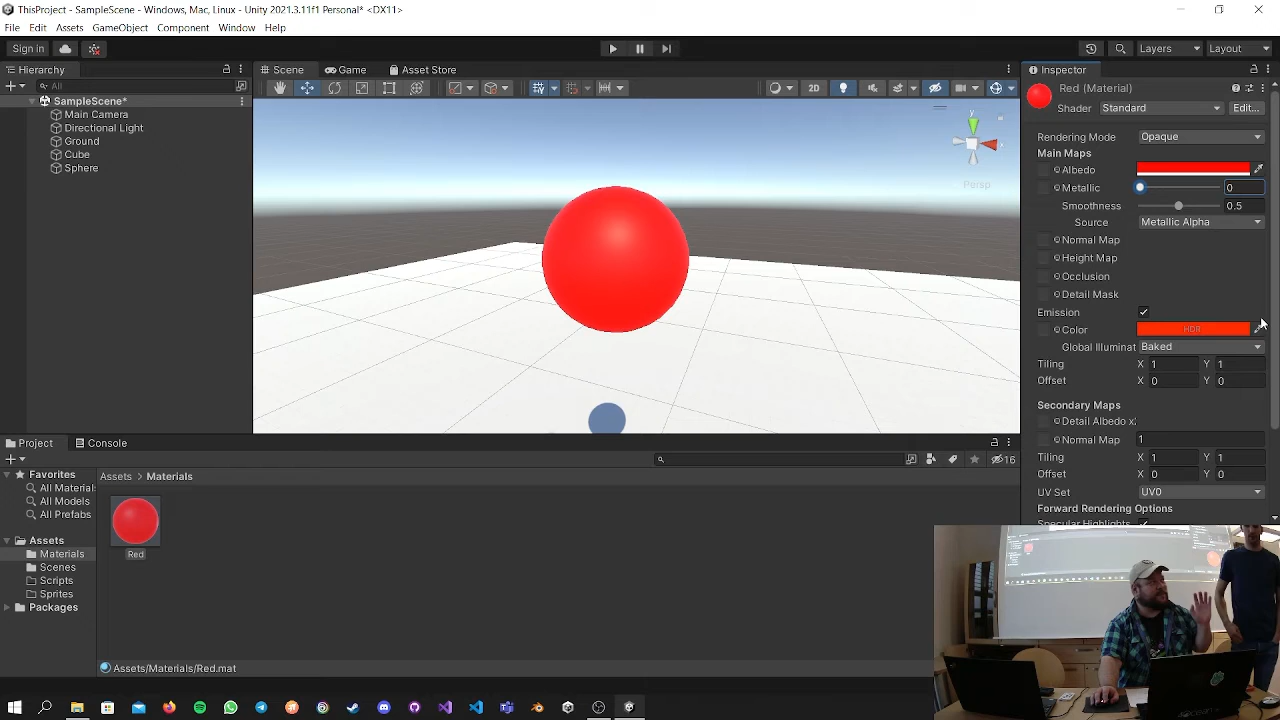 ThisProject - SampleScene - Windows, Mac, Linux - Unity 2021.3.11f1 Personal* <DX11>
File Edit Assets GameObject Component Window Help
Sign in
Layers Layout
Hierarchy
Scene Game Asset Store
Inspector
All
2D
SampleScene*
Main Camera
Directional Light
Ground
Cube
Sphere
y
x
Persp
Red (Material)
Shader Standard Edit...
Rendering Mode Opaque
Main Maps
Albedo
Metallic 0
Smoothness 0.5
Source Metallic Alpha
Normal Map
Height Map
Occlusion
Detail Mask
Emission
Color HDR
Global Illuminat Baked
Tiling X 1 Y 1
Offset X 0 Y 0
Secondary Maps
Detail Albedo x
Normal Map 1
Tiling X 1 Y 1
Offset X 0 Y 0
UV Set UV0
Forward Rendering Options
Specular Highlights
Project Console
16
Favorites
All Material
All Models
All Prefabs
Assets
Materials
Scenes
Scripts
Sprites
Packages
Assets > Materials
Red
Assets/Materials/Red.mat